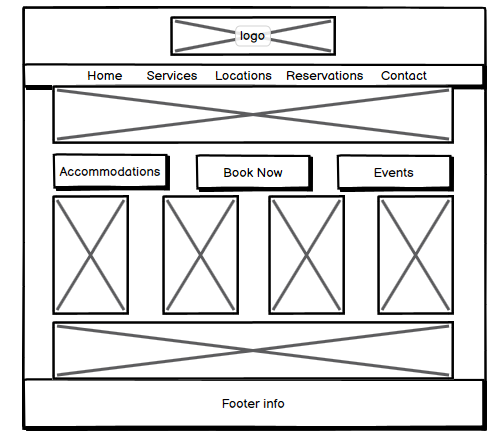 logo
Home Services Locations Reservations Contact
Accommodations Book Now Events
Footer info